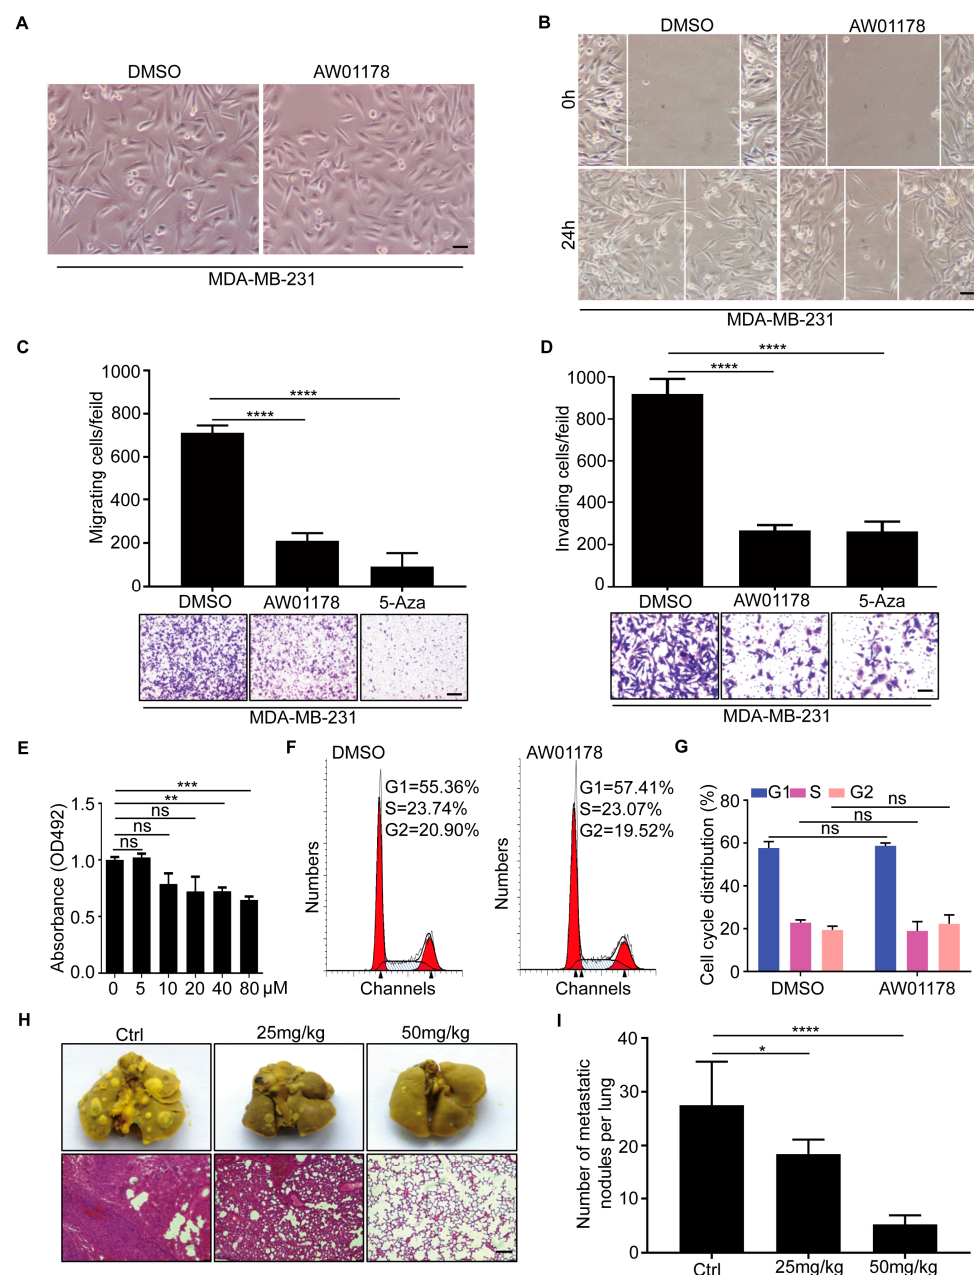 A
DMSO
AW01178
MDA-MB-231
B
DMSO
AW01178
0h
24h
MDA-MB-231
C
Migrating cells/feild
1000
800
600
400
200
0
****
****
DMSO
AW01178
5-Aza
MDA-MB-231
D
Invading cells/feild
1000
800
600
400
200
0
****
****
DMSO
AW01178
5-Aza
MDA-MB-231
E
Absorbance (OD492)
1.5
1.0
0.5
0.0
***
**
ns
ns
ns
0 5 10 20 40 80 μM
F
DMSO
G1=55.36%
S=23.74%
G2=20.90%
Numbers
Channels
AW01178
G1=57.41%
S=23.07%
G2=19.52%
Numbers
Channels
G
G1 S G2
Cell cycle distribution (%)
80
60
40
20
0
ns
ns
ns
DMSO
AW01178
H
Ctrl
25mg/kg
50mg/kg
I
Number of metastatic
nodules per lung
40
30
20
10
0
****
*
Ctrl
25mg/kg
50mg/kg